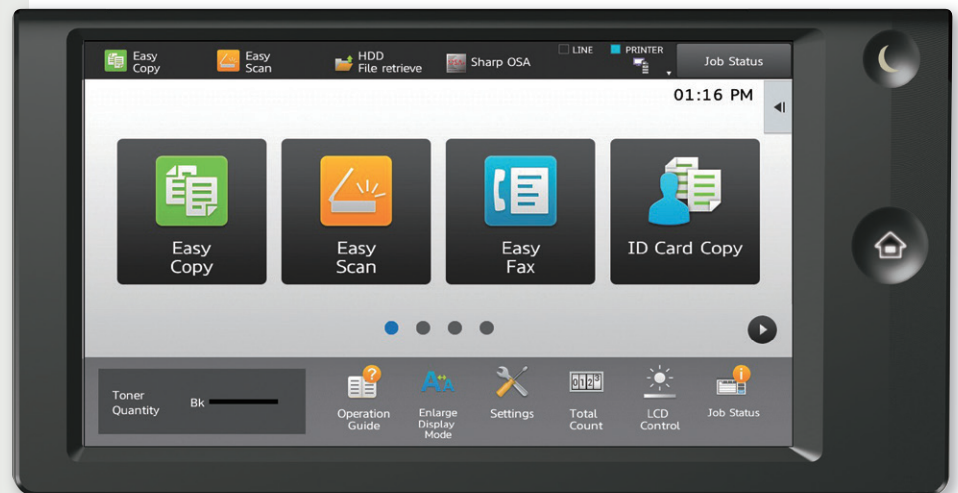 Easy
Copy
Easy
Scan
HDD
File retrieve
Sharp OSA
LINE
PRINTER
Job Status
01:16 PM
Easy
Copy
Easy
Scan
Easy
Fax
ID Card Copy
Toner
Quantity
Bk
Operation
Guide
Enlarge
Display
Mode
Settings
Total
Count
LCD
Control
Job Status